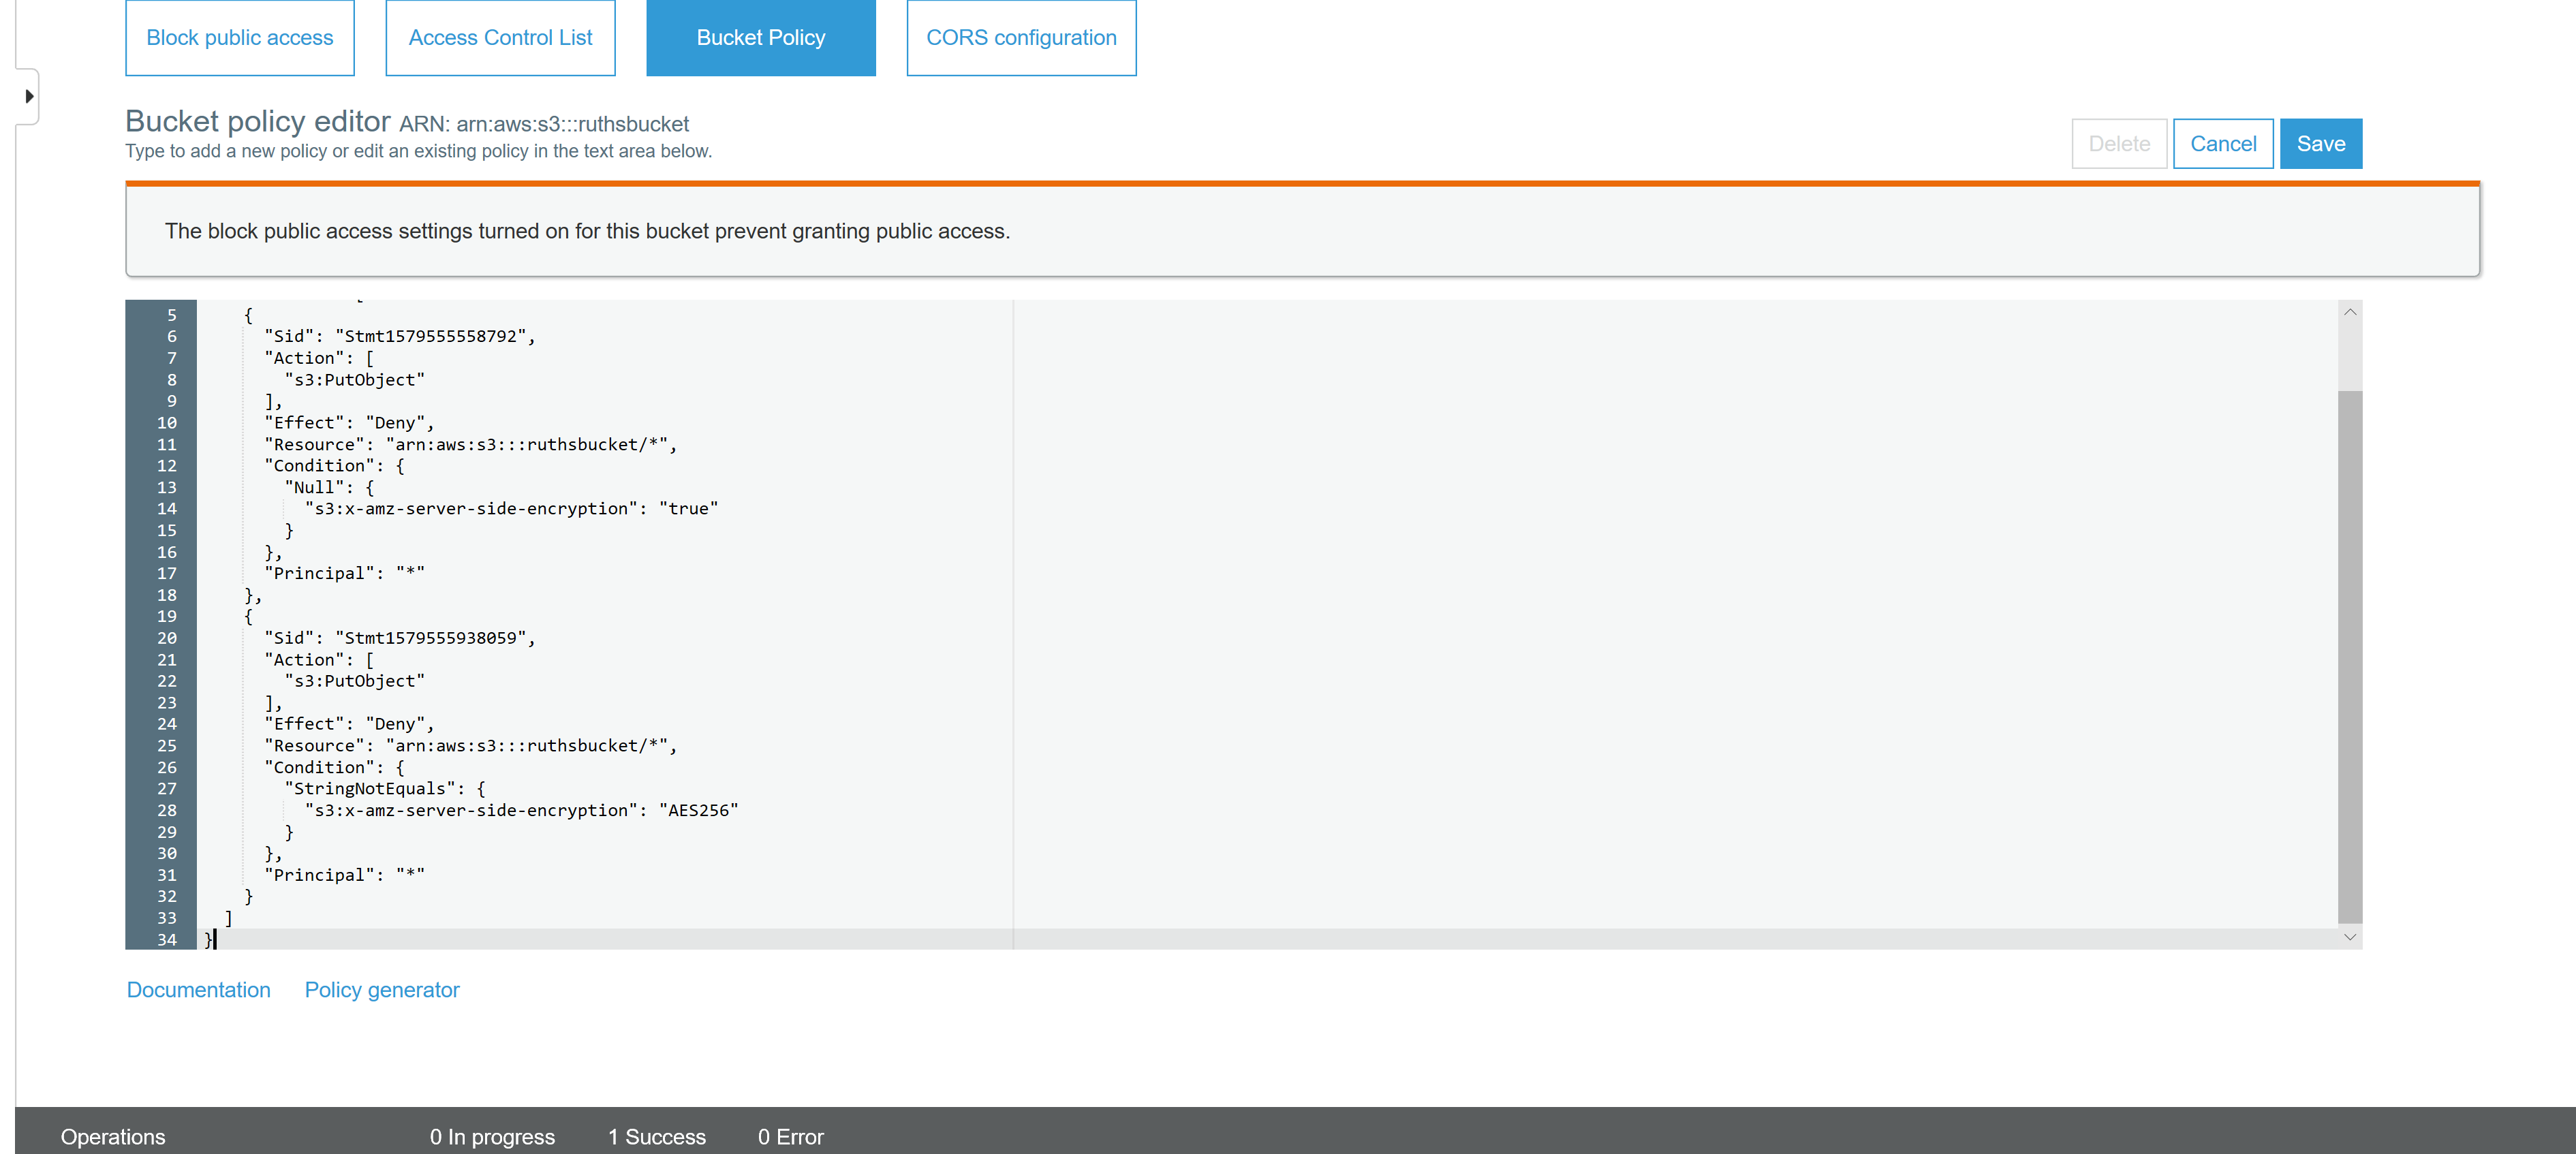 Block public access
Access Control List
Bucket Policy
CORS configuration
Bucket policy editor ARN: arn:aws:s3:::ruthsbucket
Type to add a new policy or edit an existing policy in the text area below.
Delete
Cancel
Save
The block public access settings turned on for this bucket prevent granting public access.
5 {
6 "Sid": "Stmt1579555558792",
7 "Action": [
8 "s3:PutObject"
9 ],
10 "Effect": "Deny",
11 "Resource": "arn:aws:s3:::ruthsbucket/*",
12 "Condition": {
13 "Null": {
14 "s3:x-amz-server-side-encryption": "true"
15 }
16 },
17 "Principal": "*"
18 },
19 {
20 "Sid": "Stmt1579555938059",
21 "Action": [
22 "s3:PutObject"
23 ],
24 "Effect": "Deny",
25 "Resource": "arn:aws:s3:::ruthsbucket/*",
26 "Condition": {
27 "StringNotEquals": {
28 "s3:x-amz-server-side-encryption": "AES256"
29 }
30 },
31 "Principal": "*"
32 }
33 ]
34 }
Documentation
Policy generator
Operations
0 In progress
1 Success
0 Error